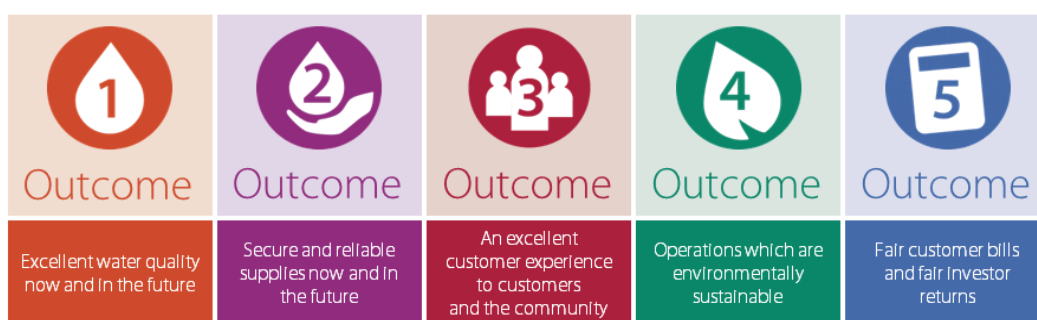 1
Outcome
Excellent water quality
now and in the future
2
Outcome
Secure and reliable
supplies now and in
the future
3
Outcome
An excellent
customer experience
to customers
and the community
4
Outcome
Operations which are
environmentally
sustainable
5
Outcome
Fair customer bills
and fair investor
returns